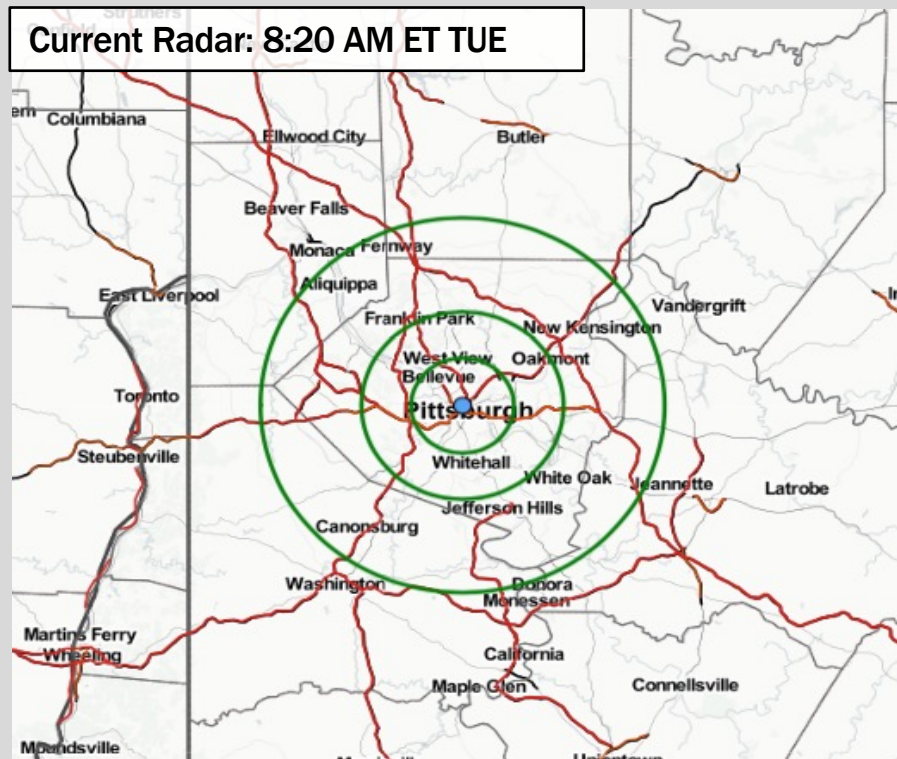 Current Radar: 8:20 AM ET TUE
Struthers
Columbiana
Ellwood City
Butler
Beaver Falls
Monaca
Fernway
Aliquippa
East Liverpool
Vandergrift
Franklin Park
New Kensington
West View
Oakmont
Bellevue
Toronto
Pittsburgh
Steubenville
Whitehall
White Oak
Jeannette
Latrobe
Jefferson Hills
Canonsburg
Washington
Donora
Monessen
Martins Ferry
Wheeling
California
Maple Glen
Connellsville
Moundsville
Uniontown